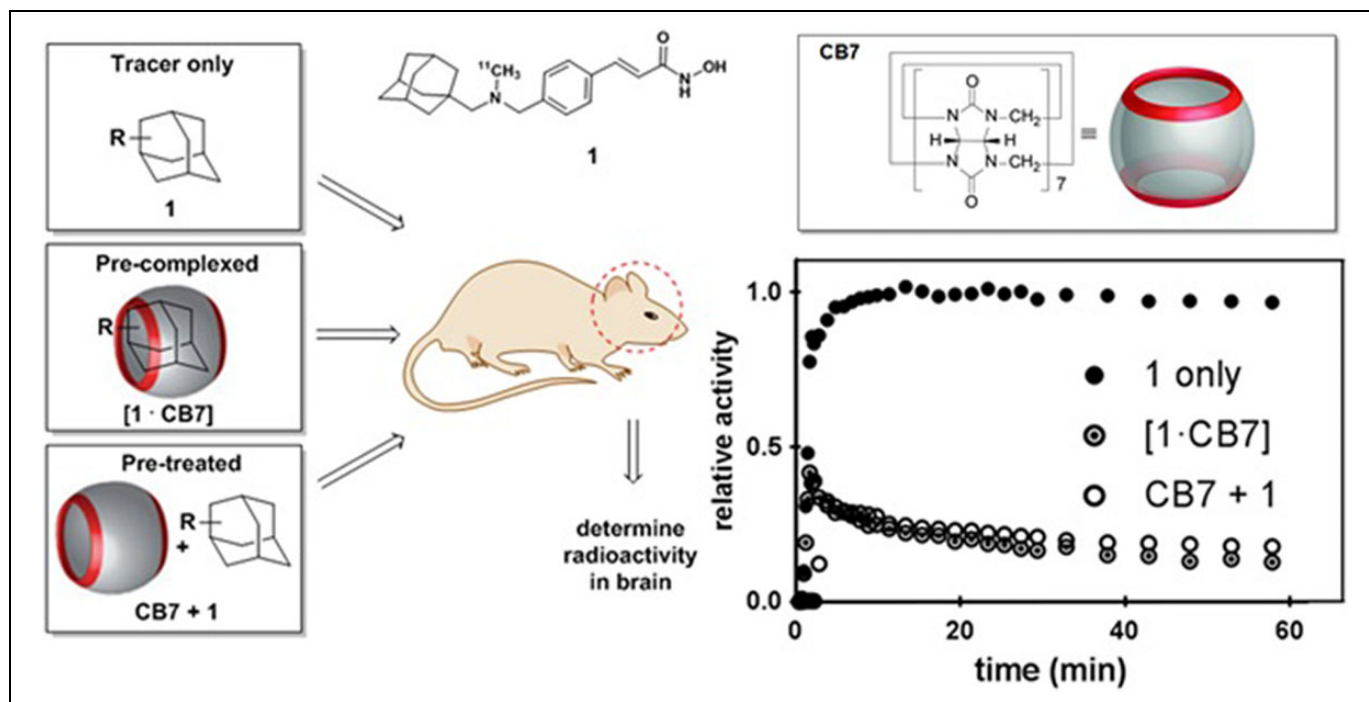 Tracer only
R
1
Pre-complexed
R
[1 · CB7]
Pre-treated
R
+
CB7 + 1
¹¹CH₃
N
O
N
H
OH
1
determine
radioactivity
in brain
CB7
O
N N CH₂
H H
N N CH₂
O
7
≡
relative activity
1.0
0.5
0.0
1 only
[1·CB7]
CB7 + 1
0 20 40 60
time (min)